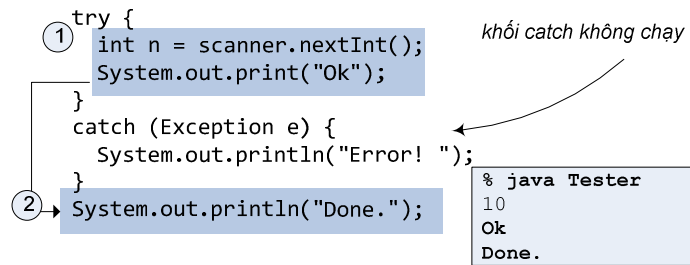 try {
1
int n = scanner.nextInt();
System.out.print("Ok");
}
catch (Exception e) {
System.out.println("Error! ");
}
2
System.out.println("Done.");
khối catch không chạy
% java Tester
10
Ok
Done.